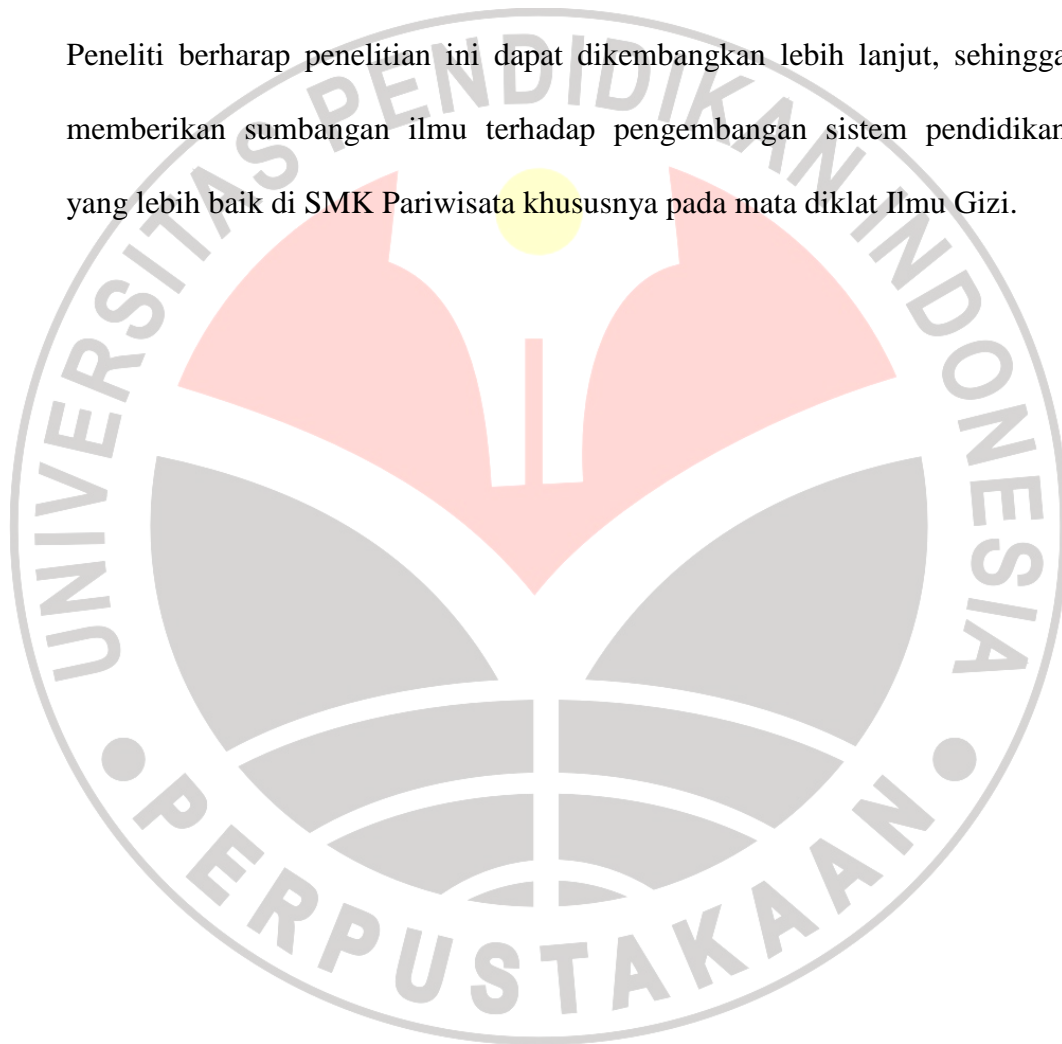 Peneliti berharap penelitian ini dapat dikembangkan lebih lanjut, sehingga
memberikan sumbangan ilmu terhadap pengembangan sistem pendidikan
yang lebih baik di SMK Pariwisata khususnya pada mata diklat Ilmu Gizi.
UNIVERSITAS PENDIDIKAN INDONESIA
PERPUSTAKAAN